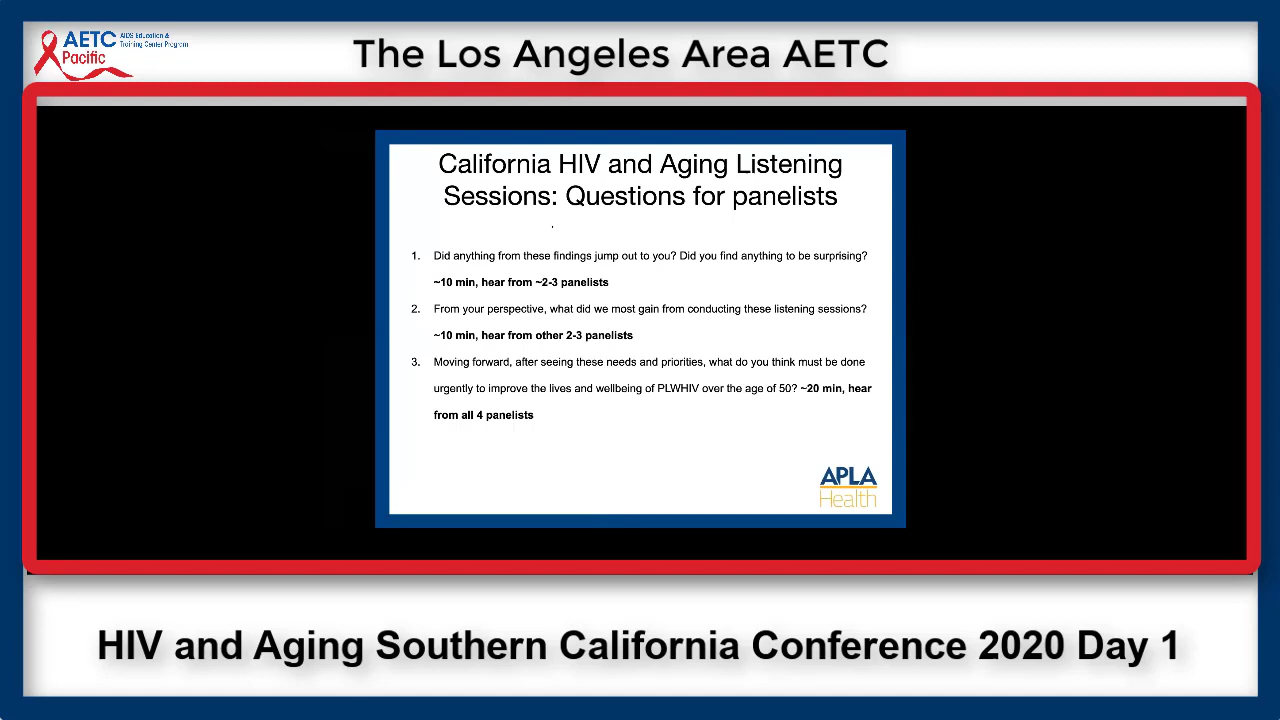 AETC AIDS Education &
Training Center Program
Pacific
The Los Angeles Area AETC
California HIV and Aging Listening
Sessions: Questions for panelists
1. Did anything from these findings jump out to you? Did you find anything to be surprising?
~10 min, hear from ~2-3 panelists
2. From your perspective, what did we most gain from conducting these listening sessions?
~10 min, hear from other 2-3 panelists
3. Moving forward, after seeing these needs and priorities, what do you think must be done
urgently to improve the lives and wellbeing of PLWHIV over the age of 50? ~20 min, hear
from all 4 panelists
APLA
Health
HIV and Aging Southern California Conference 2020 Day 1